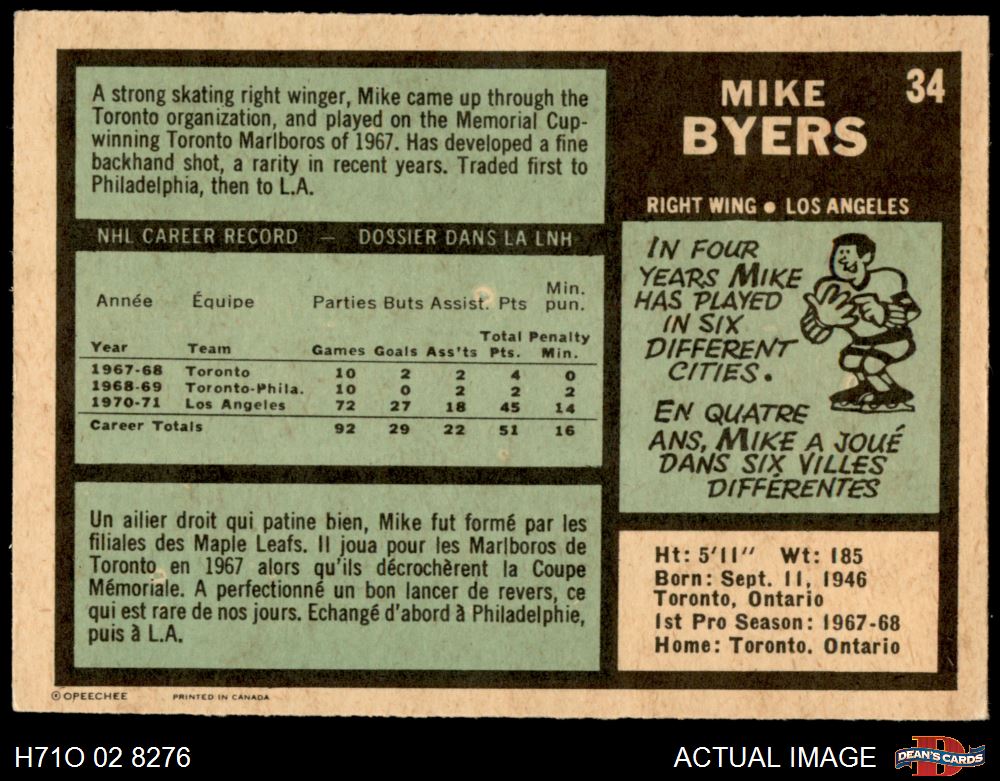 A strong skating right winger, Mike came up through the
Toronto organization, and played on the Memorial Cup-
winning Toronto Marlboros of 1967. Has developed a fine
backhand shot, a rarity in recent years. Traded first to
Philadelphia, then to L.A.
MIKE
BYERS
34
RIGHT WING ● LOS ANGELES
NHL CAREER RECORD — DOSSIER DANS LA LNH
Année Équipe Parties Buts Assist. Pts Min. pun.
Year Team Games Goals Ass'ts Total Pts. Penalty Min.
1967-68 Toronto 10 2 2 4 0
1968-69 Toronto-Phila. 10 0 2 2 2
1970-71 Los Angeles 72 27 18 45 14
Career Totals 92 29 22 51 16
IN FOUR
YEARS MIKE
HAS PLAYED
IN SIX
DIFFERENT
CITIES.
EN QUATRE
ANS, MIKE A JOUÉ
DANS SIX VILLES
DIFFÉRENTES
Un ailier droit qui patine bien, Mike fut formé par les
filiales des Maple Leafs. Il joua pour les Marlboros de
Toronto en 1967 alors qu'ils décrochèrent la Coupe
Mémoriale. A perfectionné un bon lancer de revers, ce
qui est rare de nos jours. Echangé d'abord à Philadelphie,
puis à L.A.
Ht: 5'11" Wt: 185
Born: Sept. 11, 1946
Toronto, Ontario
1st Pro Season: 1967-68
Home: Toronto. Ontario
© OPEECHEE PRINTED IN CANADA
H71O 02 8276
ACTUAL IMAGE
D
DEAN'S CARDS